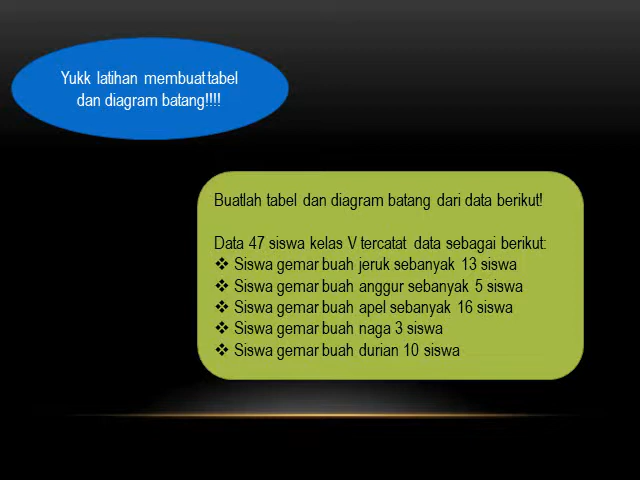 Yukk latihan membuat tabel
dan diagram batang!!!!
Buatlah tabel dan diagram batang dari data berikut!
Data 47 siswa kelas V tercatat data sebagai berikut:
❖ Siswa gemar buah jeruk sebanyak 13 siswa
❖ Siswa gemar buah anggur sebanyak 5 siswa
❖ Siswa gemar buah apel sebanyak 16 siswa
❖ Siswa gemar buah naga 3 siswa
❖ Siswa gemar buah durian 10 siswa